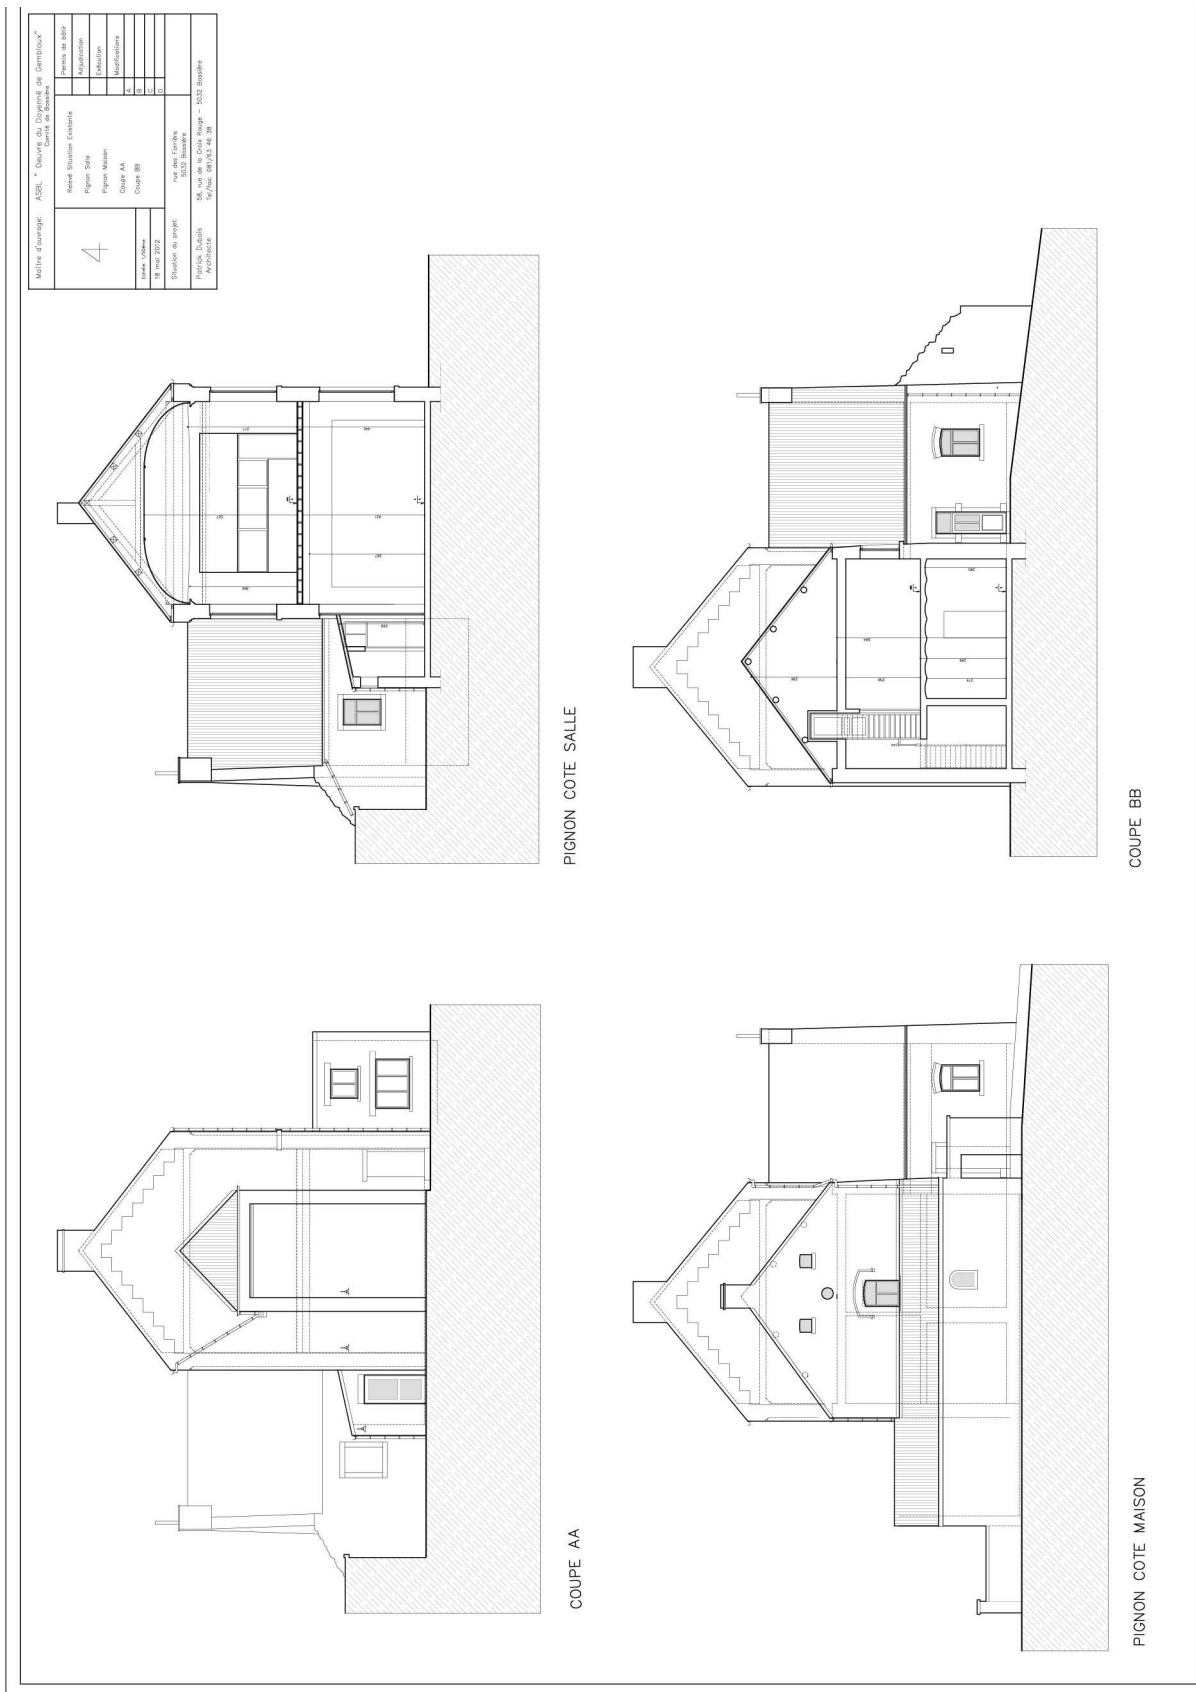 Maître d'ouvrage: ASBL " Oeuvre du Doyenné de Gembloux"
Comité de Bossière
4
Relevé Situation Existante
Pignon Salle
Pignon Maison
Coupe AA
Coupe BB
Permis de bâtir
Adjudication
Exécution
Modifications
A
B
C
D
18 mai 2012
Situation du projet: rue des Forrière
5032 Bossière
Patrick Dubois 58, rue de la Croix Rouge - 5032 Bossière
Architecte Tel/fax: 081/63 46 38
PIGNON COTE SALLE
COUPE AA
COUPE BB
PIGNON COTE MAISON